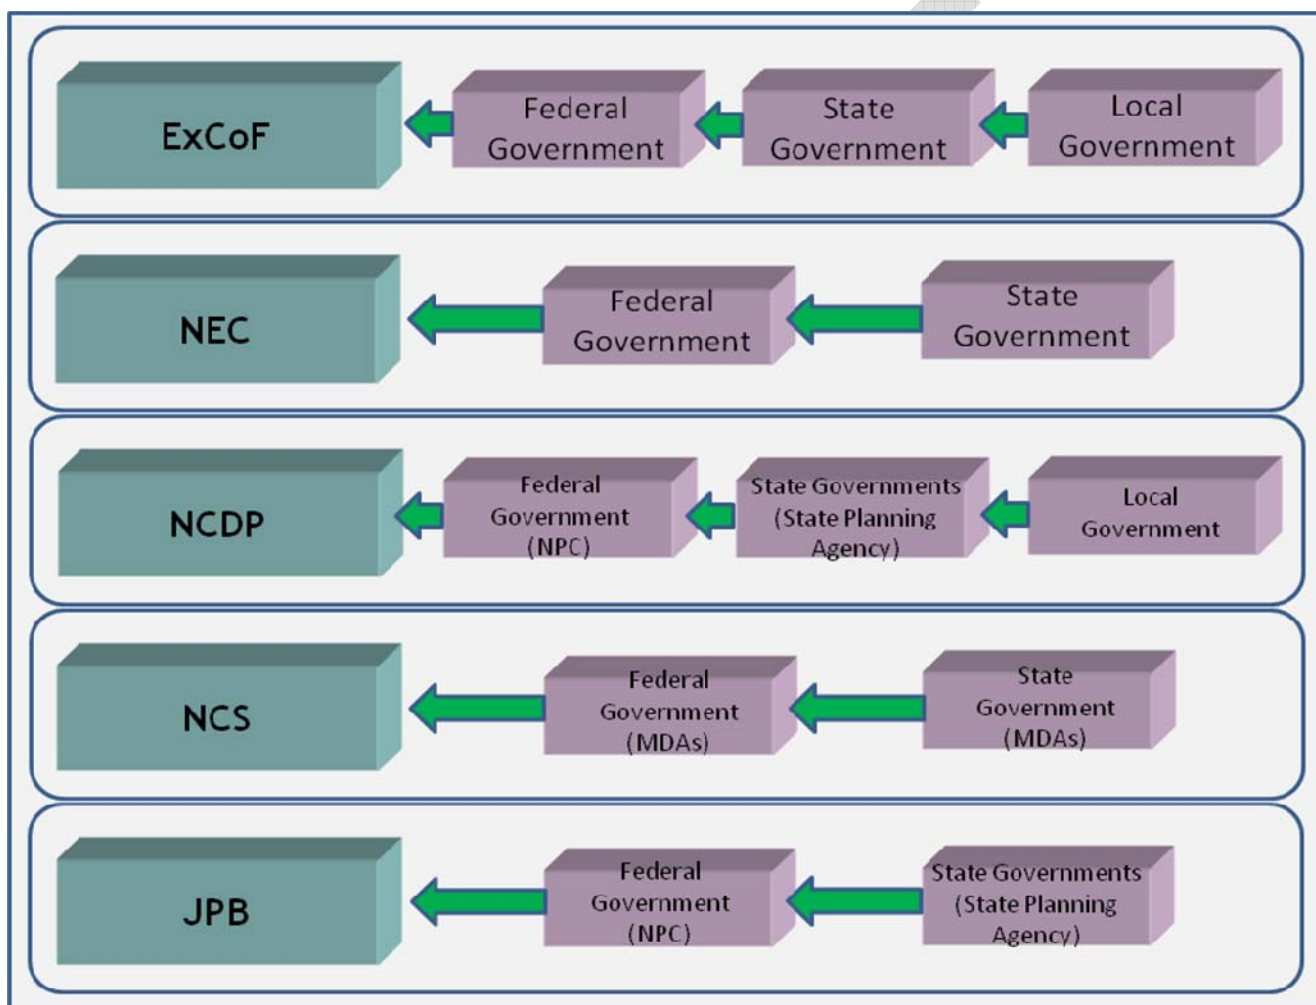 ExCoF
Federal
Government
State
Government
Local
Government
NEC
Federal
Government
State
Government
NCDP
Federal
Government
(NPC)
State Governments
(State Planning
Agency)
Local
Government
NCS
Federal
Government
(MDAs)
State
Government
(MDAs)
JPB
Federal
Government
(NPC)
State Governments
(State Planning
Agency)